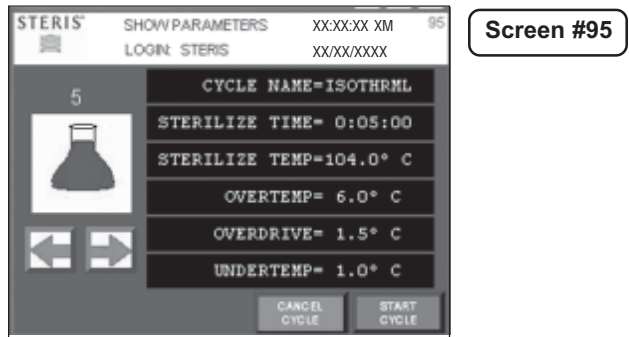 STERIS® SHOW PARAMETERS XX:XX:XX XM 95
LOGIN: STERIS XX/XX/XXXX
Screen #95
5
CYCLE NAME=ISOTHRML
STERILIZE TIME= 0:05:00
STERILIZE TEMP=104.0° C
OVERTEMP= 6.0° C
OVERDRIVE= 1.5° C
UNDERTEMP= 1.0° C
CANCEL CYCLE
START CYCLE